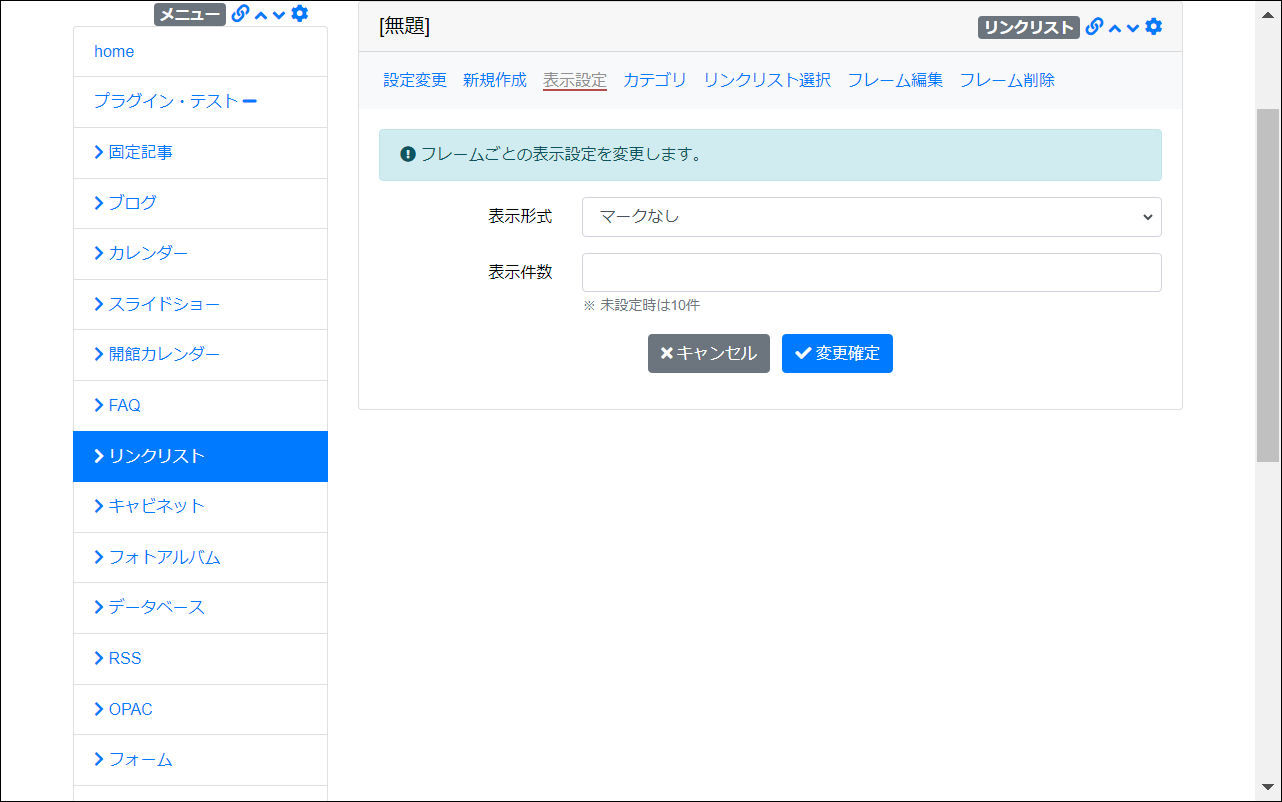 メニュー
home
プラグイン・テスト
固定記事
ブログ
カレンダー
スライドショー
開館カレンダー
FAQ
リンクリスト
キャビネット
フォトアルバム
データベース
RSS
OPAC
フォーム
[無題] リンクリスト
設定変更 新規作成 表示設定 カテゴリ リンクリスト選択 フレーム編集 フレーム削除
フレームごとの表示設定を変更します。
表示形式 マークなし
表示件数
※ 未設定時は10件
キャンセル 変更確定